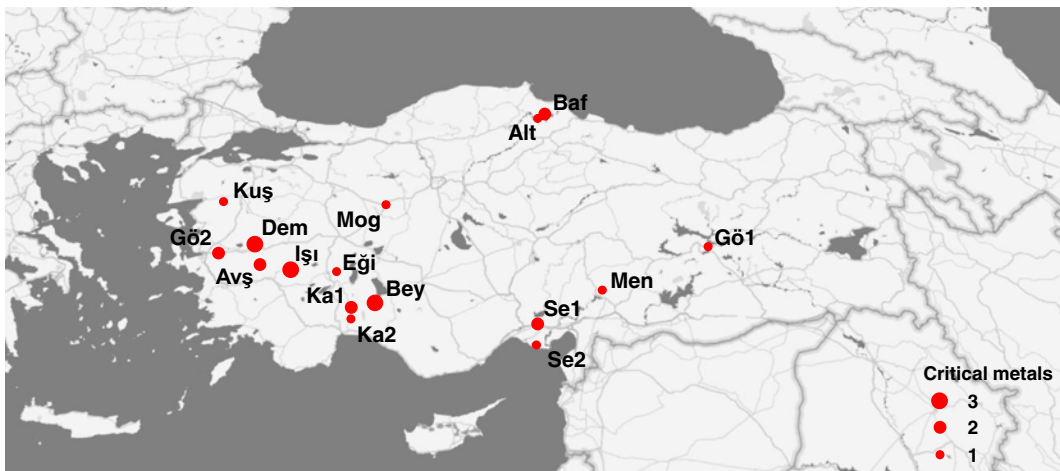 Baf
Alt
Kuş
Mog
Dem
Gö2
Işı
Eği
Gö1
Avş
Men
Ka1
Bey
Se1
Ka2
Se2
Critical metals
3
2
1